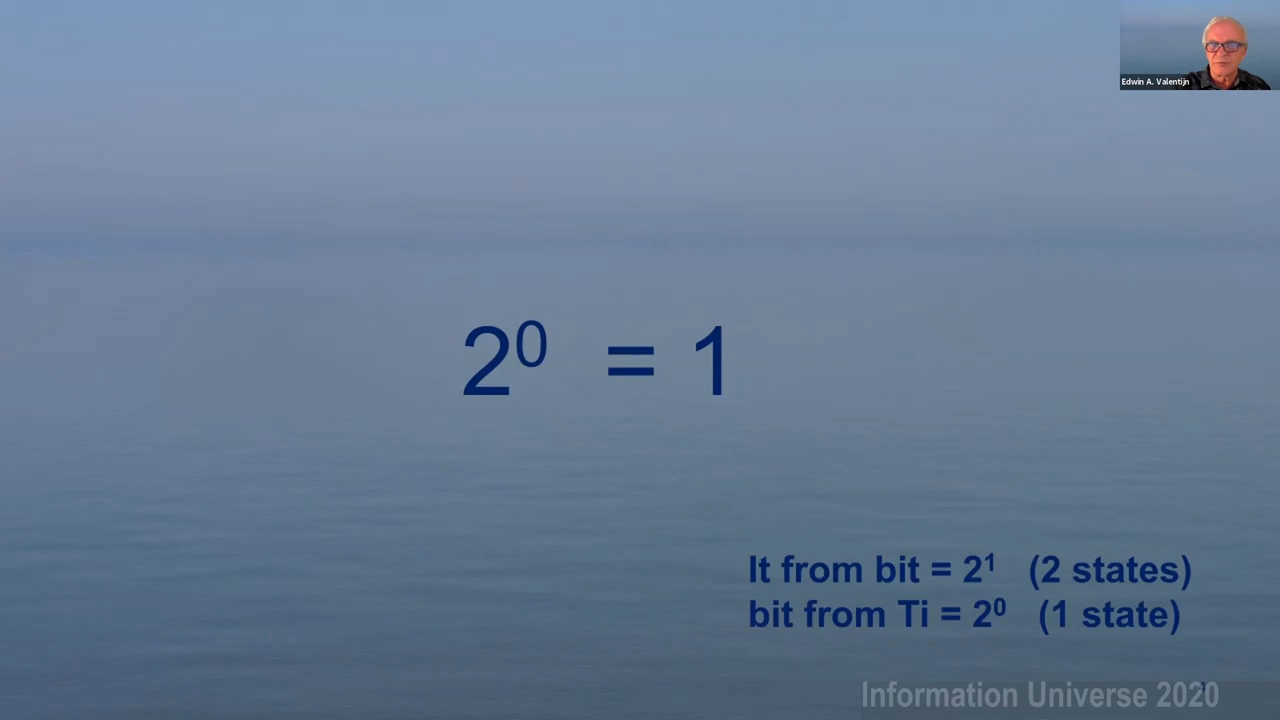 Edwin A. Valentijn
2⁰ = 1
It from bit = 2¹ (2 states)
bit from Ti = 2⁰ (1 state)
Information Universe 2020